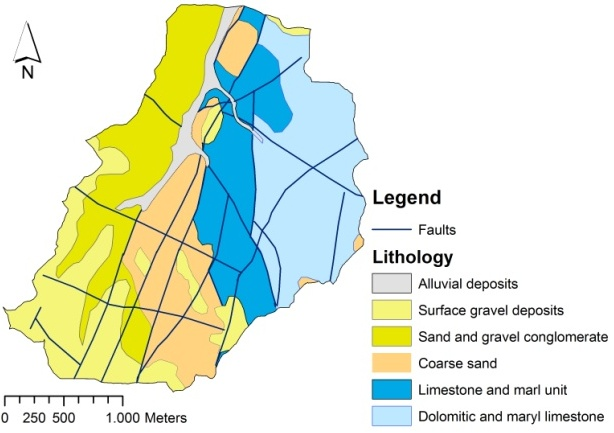 N
Legend
Faults
Lithology
Alluvial deposits
Surface gravel deposits
Sand and gravel conglomerate
Coarse sand
Limestone and marl unit
Dolomitic and maryl limestone
0 250 500 1.000 Meters